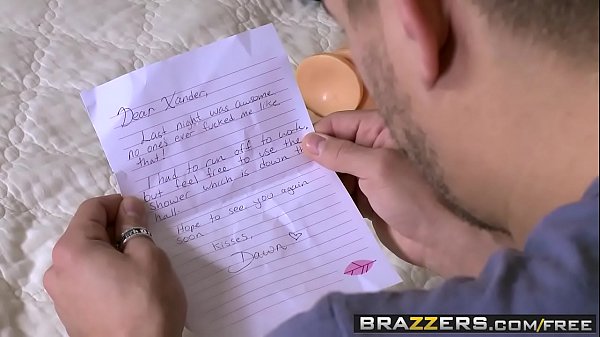 Dear Xander,
Last night was awsome
no ones ever fucked me like
that!
I had to run off to work,
but feel free to use the
shower which is down th
hall.
Hope to see you again
soon
kisses,
Dawn
BRAZZERS.COM/FREE